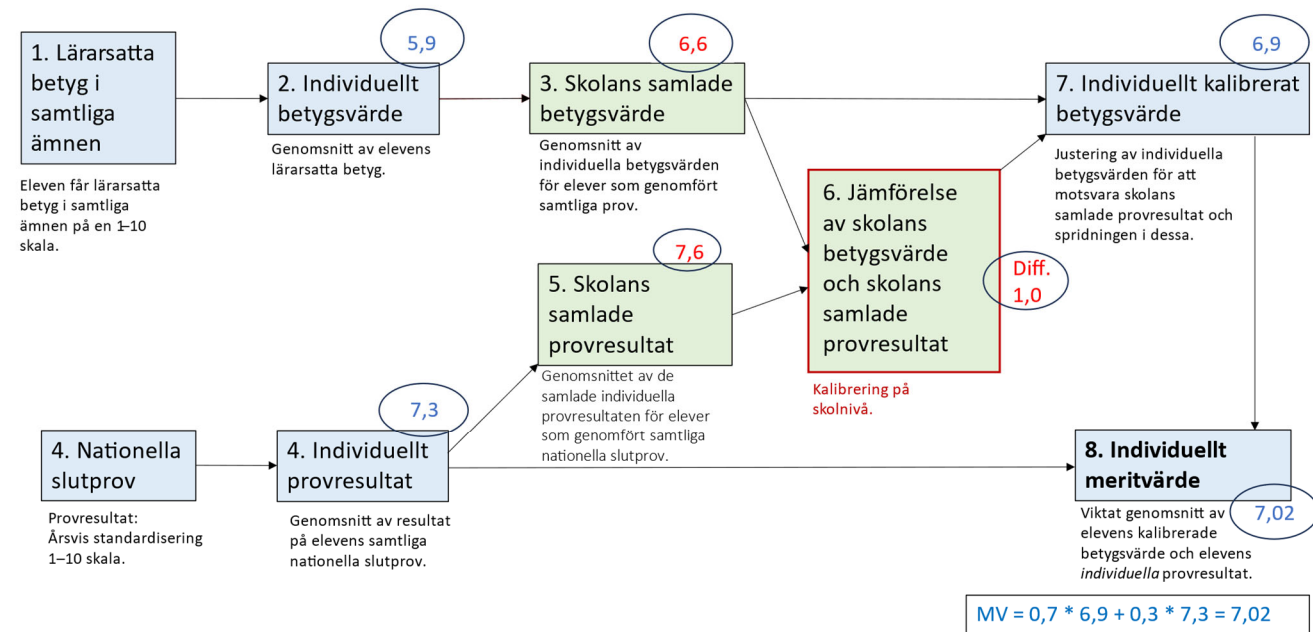 1. Lärarsatta
betyg i
samtliga
ämnen
Eleven får lärarsatta
betyg i samtliga
ämnen på en 1–10
skala.
5,9
2. Individuellt
betygsvärde
Genomsnitt av elevens
lärarsatta betyg.
6,6
3. Skolans samlade
betygsvärde
Genomsnitt av
individuella betygsvärden
för elever som genomfört
samtliga prov.
6,9
7. Individuellt kalibrerat
betygsvärde
Justering av individuella
betygsvärden för att
motsvara skolans
samlade provresultat och
spridningen i dessa.
6. Jämförelse
av skolans
betygsvärde
och skolans
samlade
provresultat
Diff.
1,0
Kalibrering på
skolnivå.
7,6
5. Skolans
samlade
provresultat
Genomsnittet av de
samlade individuella
provresultaten för elever
som genomfört samtliga
nationella slutprov.
4. Nationella
slutprov
Provresultat:
Årsvis standardisering
1–10 skala.
7,3
4. Individuellt
provresultat
Genomsnitt av resultat
på elevens samtliga
nationella slutprov.
8. Individuellt
meritvärde
7,02
Viktat genomsnitt av
elevens kalibrerade
betygsvärde och elevens
individuella provresultat.
MV = 0,7 * 6,9 + 0,3 * 7,3 = 7,02